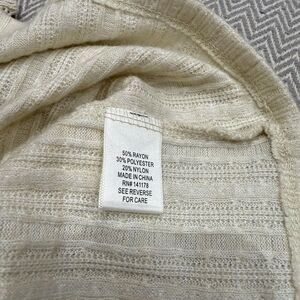 50% RAYON
30% POLYESTER
20% NYLON
MADE IN CHINA
RN# 141178
SEE REVERSE
FOR CARE